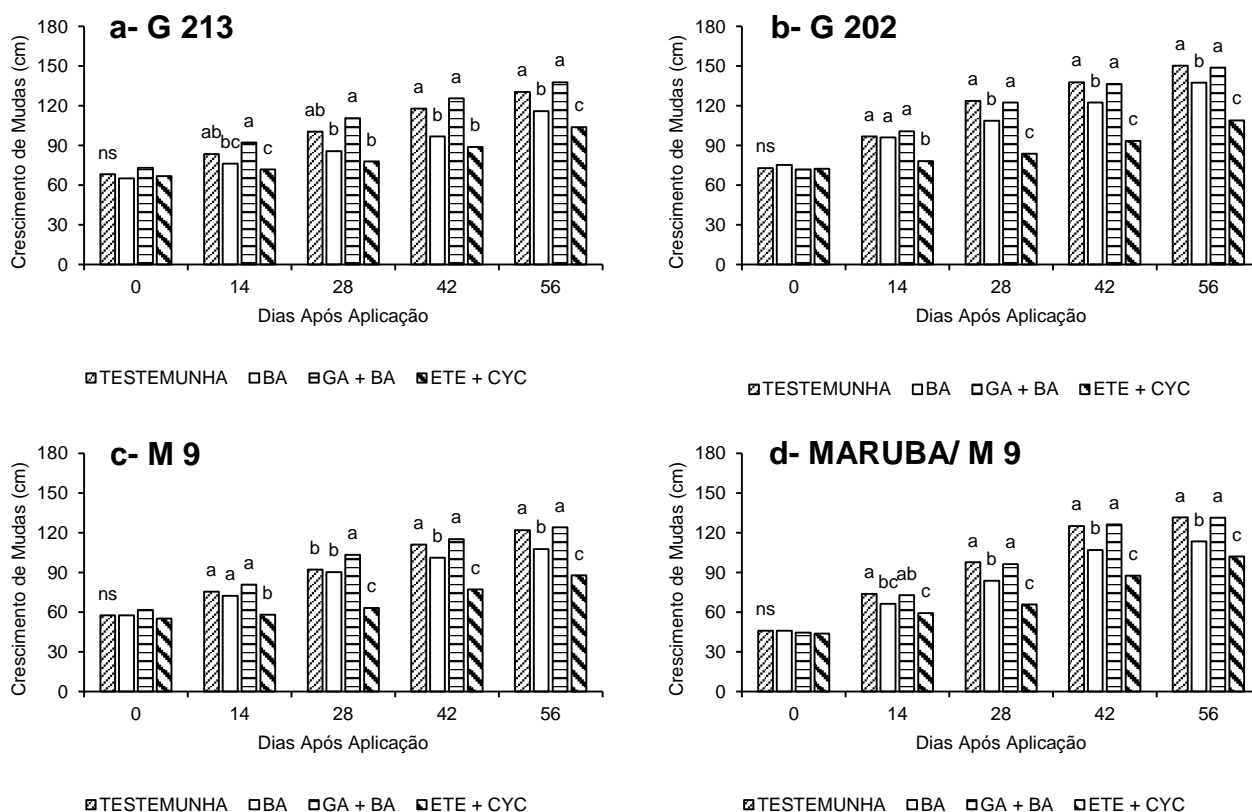 a- G 213
Crescimento de Mudas (cm)
180
150
120
90
60
30
0
ns
ab bc a c
ab b a b
a b a b
a b a c
0 14 28 42 56
Dias Após Aplicação
TESTEMUNHA BA GA + BA ETE + CYC
b- G 202
Crescimento de Mudas (cm)
180
150
120
90
60
30
0
ns
a a a b
a b a c
a b a c
a b a c
0 14 28 42 56
Dias Após Aplicação
TESTEMUNHA BA GA + BA ETE + CYC
c- M 9
Crescimento de Mudas (cm)
180
150
120
90
60
30
0
ns
a a a b
b b a c
a b a c
a b a c
0 14 28 42 56
Dias Após Aplicação
TESTEMUNHA BA GA + BA ETE + CYC
d- MARUBA/ M 9
Crescimento de Mudas (cm)
180
150
120
90
60
30
0
ns
a bc ab c
a b a c
a b a c
a b a c
0 14 28 42 56
Dias Após Aplicação
TESTEMUNHA BA GA + BA ETE + CYC